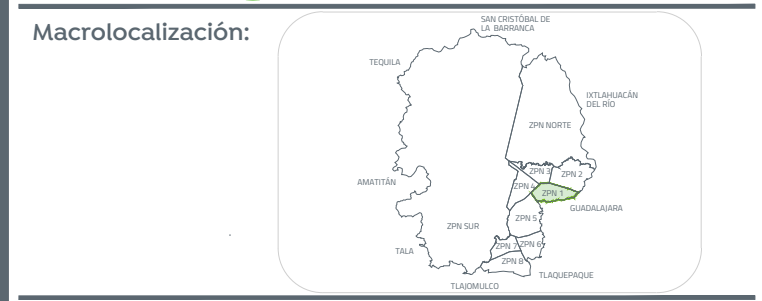 Macrolocalización:
SAN CRISTÓBAL DE
LA BARRANCA
TEQUILA
IXTLAHUACÁN
DEL RÍO
ZPN NORTE
ZPN 3
ZPN 2
AMATITÁN
ZPN 4
ZPN 1
GUADALAJARA
ZPN 5
ZPN SUR
ZPN 7
ZPN 6
TALA
ZPN 8
TLAQUEPAQUE
TLAJOMULCO